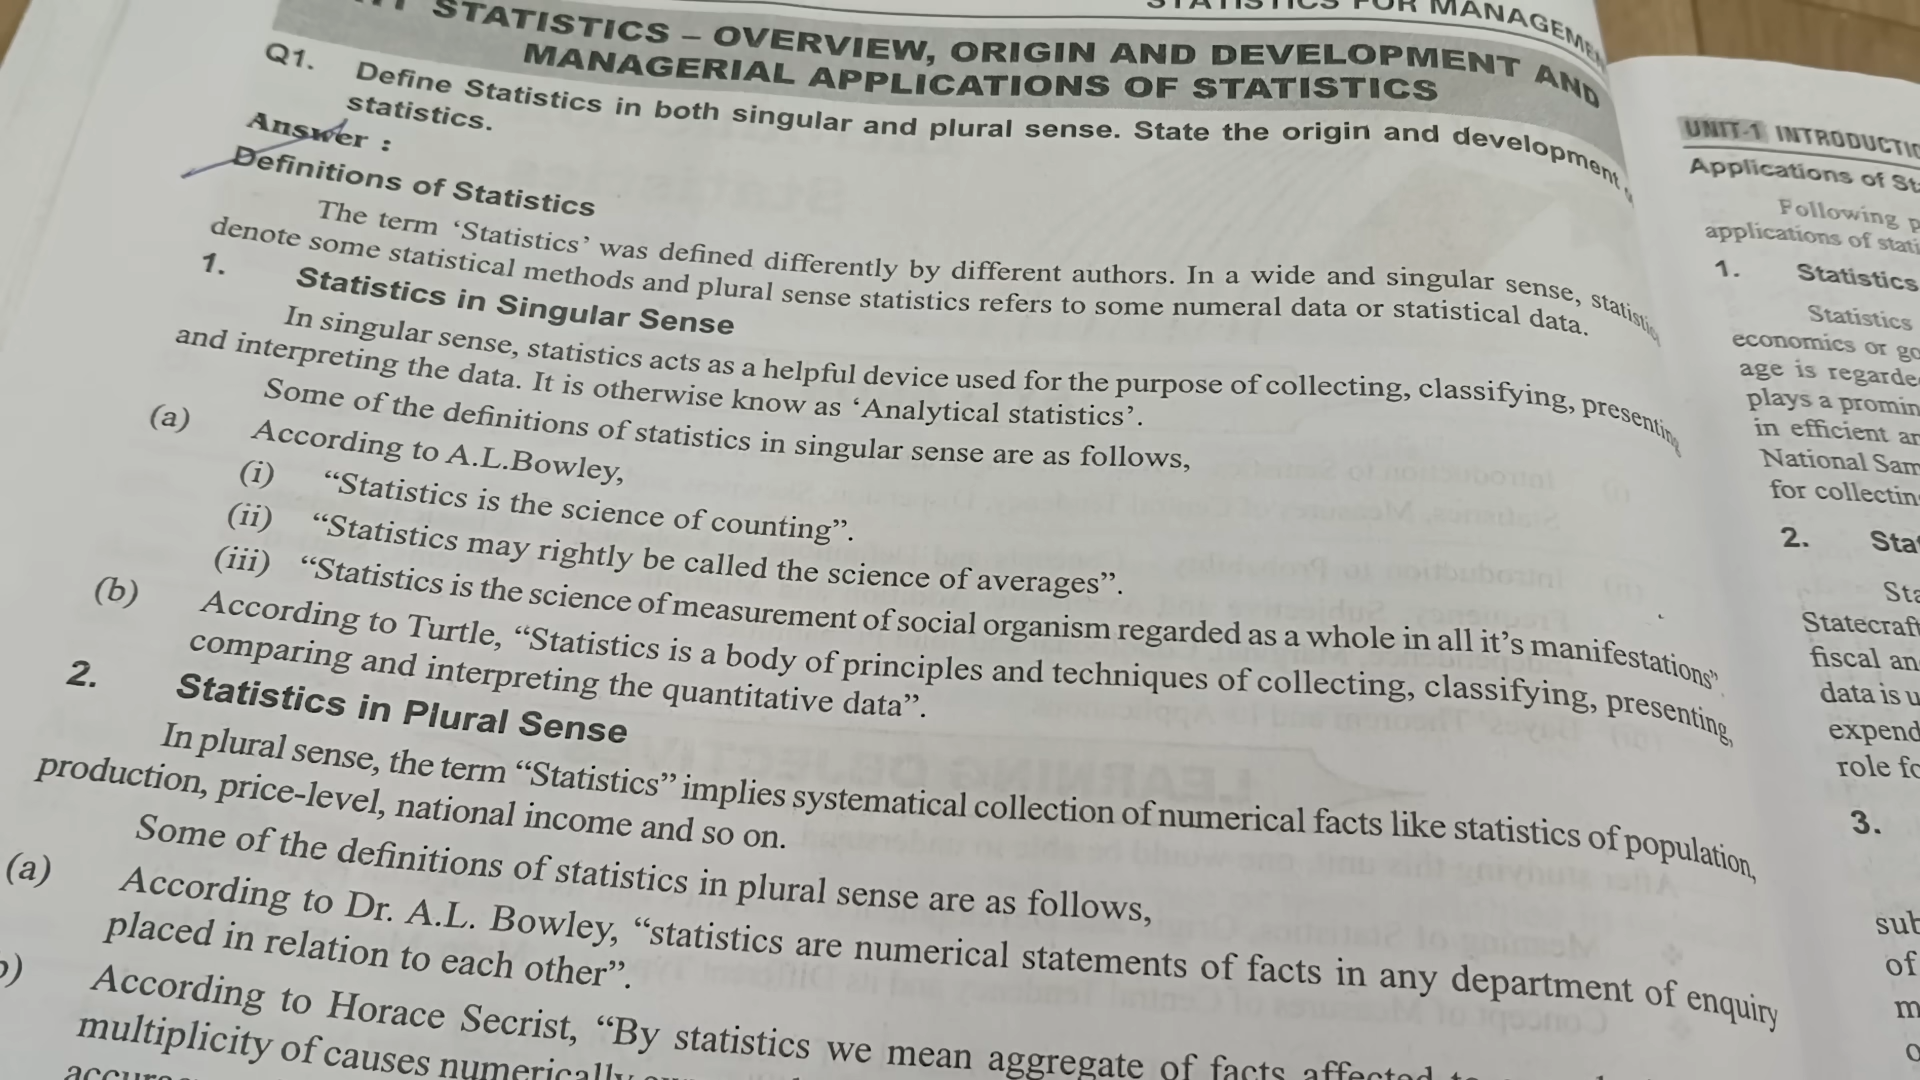 STATISTICS FOR MANAGEMEN
STATISTICS – OVERVIEW, ORIGIN AND DEVELOPMENT AND
MANAGERIAL APPLICATIONS OF STATISTICS
Q1. Define Statistics in both singular and plural sense. State the origin and development
statistics.
Answer :
Definitions of Statistics
The term ‘Statistics’ was defined differently by different authors. In a wide and singular sense, statistic
denote some statistical methods and plural sense statistics refers to some numeral data or statistical data.
1. Statistics in Singular Sense
In singular sense, statistics acts as a helpful device used for the purpose of collecting, classifying, presenting
and interpreting the data. It is otherwise know as ‘Analytical statistics’.
Some of the definitions of statistics in singular sense are as follows,
(a) According to A.L.Bowley,
(i) “Statistics is the science of counting”.
(ii) “Statistics may rightly be called the science of averages”.
(iii) “Statistics is the science of measurement of social organism regarded as a whole in all it’s manifestations”
(b) According to Turtle, “Statistics is a body of principles and techniques of collecting, classifying, presenting,
comparing and interpreting the quantitative data”.
2. Statistics in Plural Sense
In plural sense, the term “Statistics” implies systematical collection of numerical facts like statistics of population,
production, price-level, national income and so on.
Some of the definitions of statistics in plural sense are as follows,
(a) According to Dr. A.L. Bowley, “statistics are numerical statements of facts in any department of enquiry
placed in relation to each other”.
According to Horace Secrist, “By statistics we mean aggregate of facts affected
multiplicity of causes numerically
UNIT-1 INTRODUCTIO
Applications of St
Following p
applications of stati
1. Statistics
Statistics
economics or go
age is regarde
plays a promin
in efficient an
National Sam
for collectin
2. Sta
Sta
Statecraft
fiscal an
data is u
expend
role fo
3.
sub
of
m